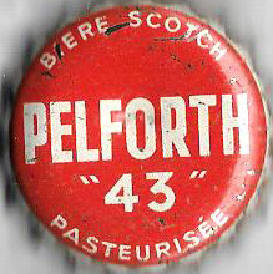 BIERE SCOTCH
PELFORTH
"43"
PASTEURISÉE